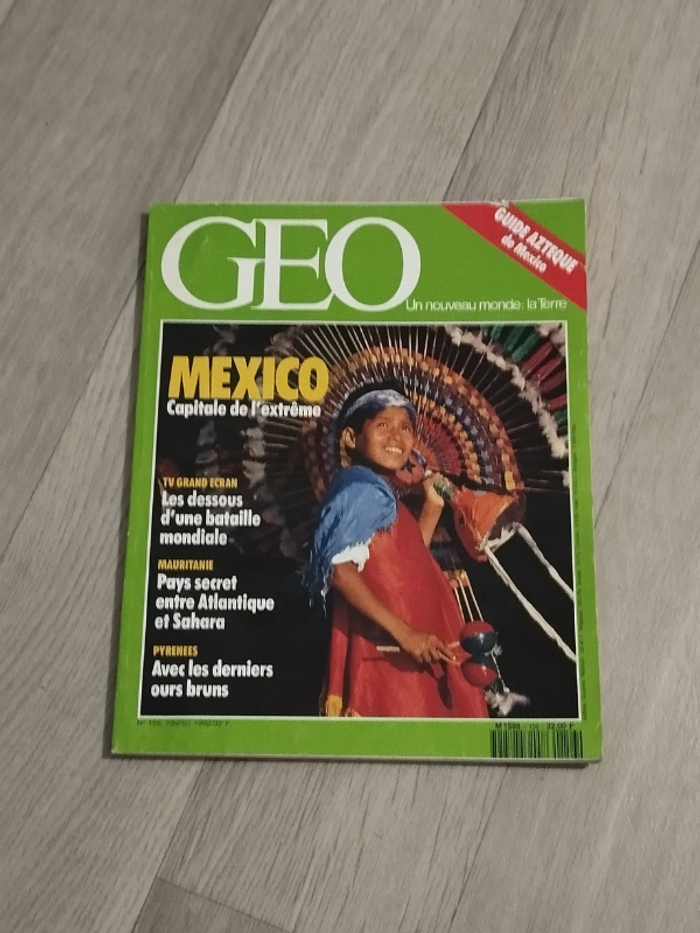 GEO
GUIDE AZTEQUE
de Mexico
Un nouveau monde: la Terre
MEXICO
Capitale de l'extrême
TV GRAND ECRAN
Les dessous
d'une bataille
mondiale
MAURITANIE
Pays secret
entre Atlantique
et Sahara
PYRENEES
Avec les derniers
ours bruns